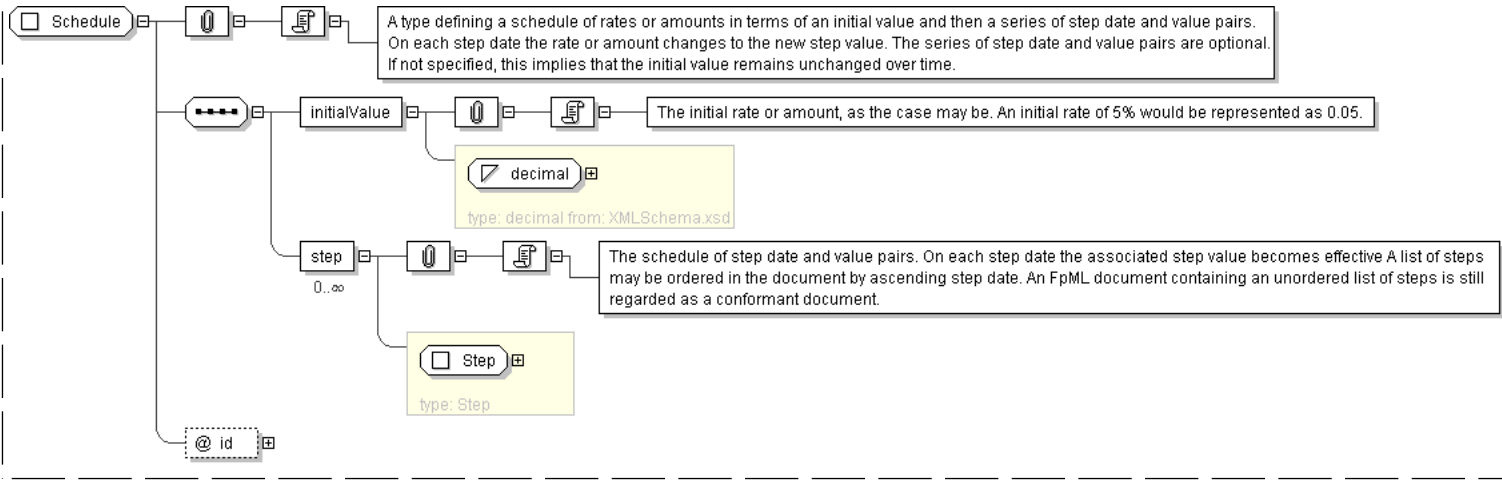 Schedule
A type defining a schedule of rates or amounts in terms of an initial value and then a series of step date and value pairs.
On each step date the rate or amount changes to the new step value. The series of step date and value pairs are optional.
If not specified, this implies that the initial value remains unchanged over time.
initialValue
The initial rate or amount, as the case may be. An initial rate of 5% would be represented as 0.05.
decimal
type: decimal from: XMLSchema.xsd
step
0..∞
The schedule of step date and value pairs. On each step date the associated step value becomes effective A list of steps
may be ordered in the document by ascending step date. An FpML document containing an unordered list of steps is still
regarded as a conformant document.
Step
type: Step
@ id